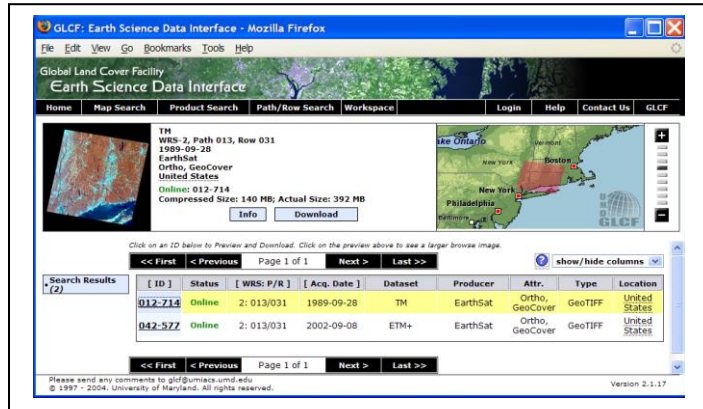 GLCF: Earth Science Data Interface - Mozilla Firefox
File Edit View Go Bookmarks Tools Help
Global Land Cover Facility
Earth Science Data Interface
Home Map Search Product Search Path/Row Search Workspace Login Help Contact Us GLCF
TM
WRS-2, Path 013, Row 031
1989-09-28
EarthSat
Ortho, GeoCover
United States
Online: 012-714
Compressed Size: 140 MB; Actual Size: 392 MB
Info Download
Lake Ontario
Vermont
New York
Boston
New York
Philadelphia
Baltimore
USGS
GLCF
Click on an ID below to Preview and Download. Click on the preview above to see a larger browse image.
<< First < Previous Page 1 of 1 Next > Last >> show/hide columns
Search Results
(2)
[ ID ] Status [ WRS: P/R ] [ Acq. Date ] Dataset Producer Attr. Type Location
012-714 Online 2: 013/031 1989-09-28 TM EarthSat Ortho, GeoCover GeoTIFF United States
042-577 Online 2: 013/031 2002-09-08 ETM+ EarthSat Ortho, GeoCover GeoTIFF United States
<< First < Previous Page 1 of 1 Next > Last >>
Please send any comments to glcf@umiacs.umd.edu
© 1997 - 2004. University of Maryland. All rights reserved.
Version 2.1.17